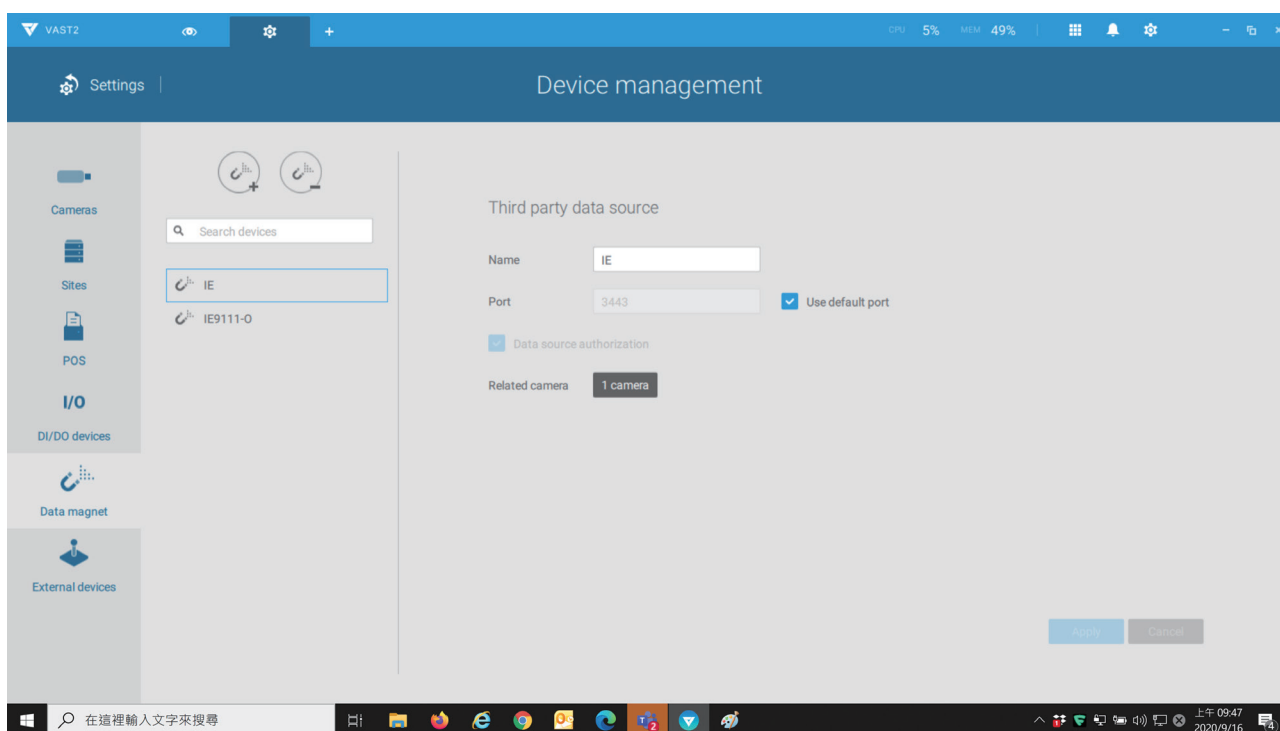 VAST2
+
CPU 5% MEM 49%
Settings
Device management
Cameras
Sites
POS
I/O
DI/DO devices
Data magnet
External devices
Search devices
IE
IE9111-O
Third party data source
Name IE
Port 3443 Use default port
Data source authorization
Related camera 1 camera
Apply Cancel
在這裡輸入文字來搜尋
上午 09:47
2020/9/16